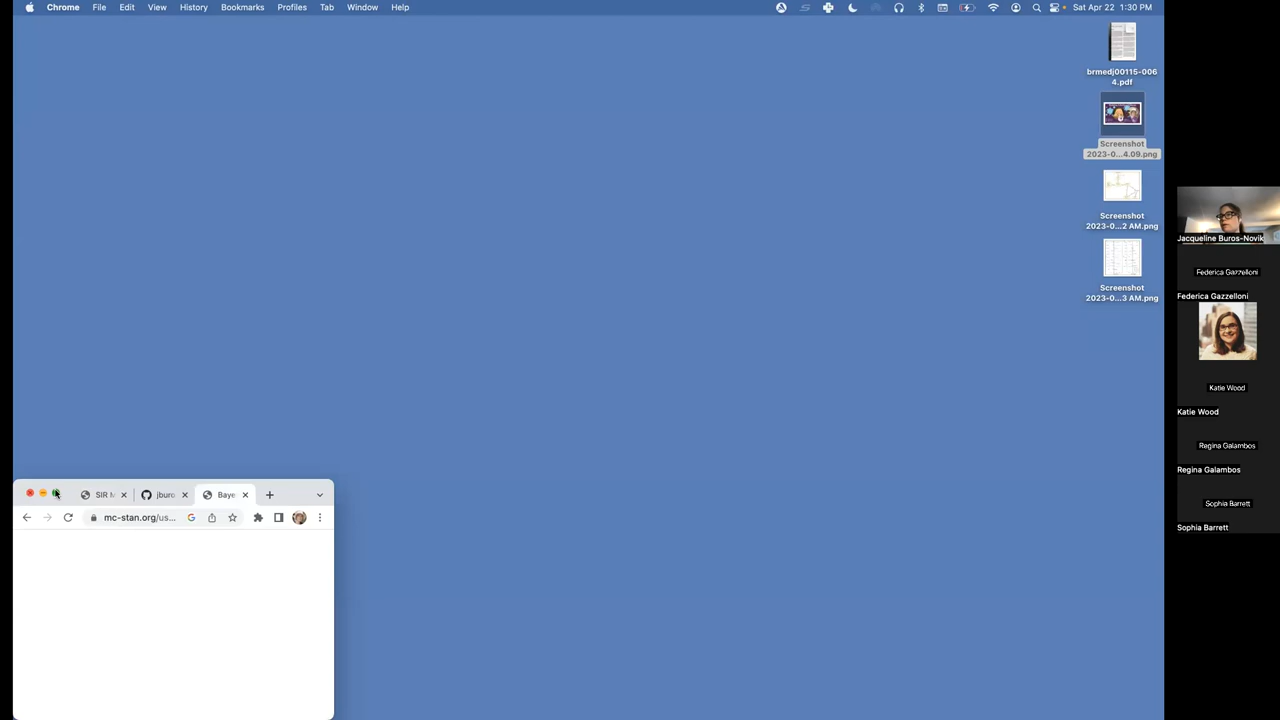 Chrome File Edit View History Bookmarks Profiles Tab Window Help
Sat Apr 22 1:30 PM
brmedj00115-006
4.pdf
Screenshot
2023-0...4.09.png
Screenshot
2023-0...2 AM.png
Screenshot
2023-0...3 AM.png
SIR M
jburo
Baye
mc-stan.org/us...
Jacqueline Buros-Novik
Federica Gazzelloni
Federica Gazzelloni
Katie Wood
Katie Wood
Regina Galambos
Regina Galambos
Sophia Barrett
Sophia Barrett